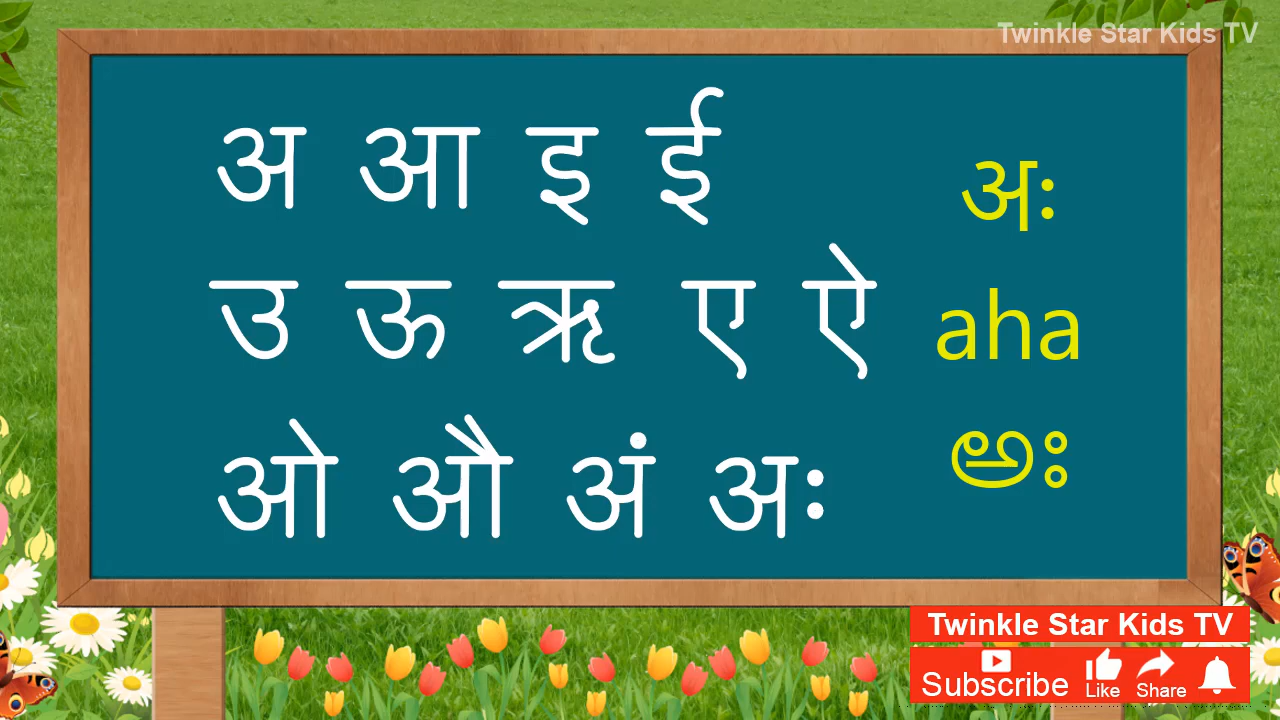 Twinkle Star Kids TV
अ आ इ ई
उ ऊ ऋ ए ऐ
ओ औ अं अः
अः
aha
అః
Twinkle Star Kids TV
Subscribe
Like
Share